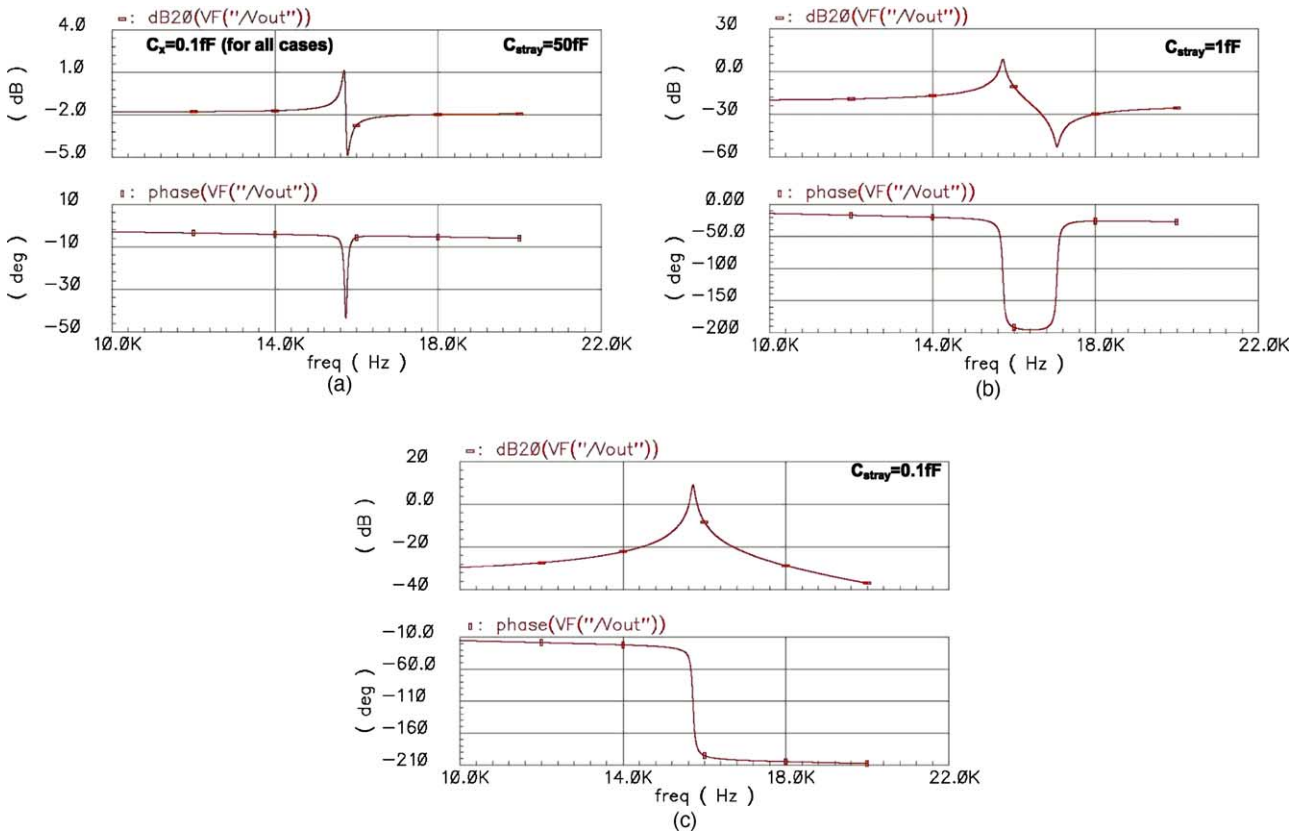 dB20(VF("/Vout"))
4.0
1.0
-2.0
-5.0
( dB )
Cx=0.1fF (for all cases)
Cstray=50fF
phase(VF("/Vout"))
10
-10
-30
-50
( deg )
10.0K
14.0K
18.0K
22.0K
freq ( Hz )
(a)
dB20(VF("/Vout"))
30
0.0
-30
-60
( dB )
Cstray=1fF
phase(VF("/Vout"))
0.00
-50.0
-100
-150
-200
( deg )
10.0K
14.0K
18.0K
22.0K
freq ( Hz )
(b)
dB20(VF("/Vout"))
20
0.0
-20
-40
( dB )
Cstray=0.1fF
phase(VF("/Vout"))
-10.0
-60.0
-110
-160
-210
( deg )
10.0K
14.0K
18.0K
22.0K
freq ( Hz )
(c)